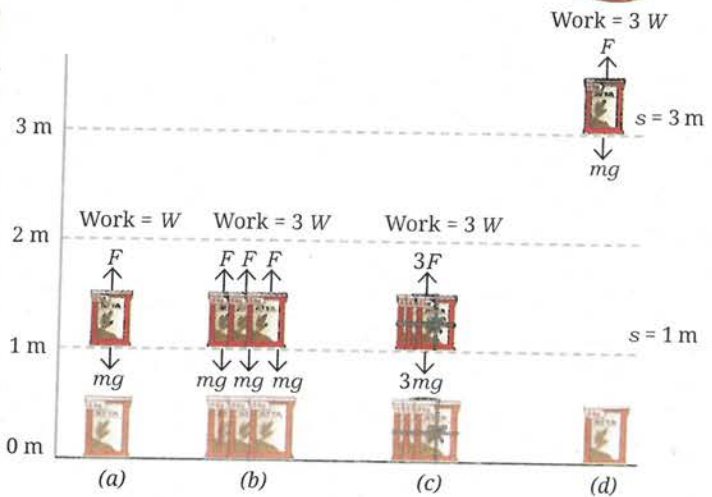 Work = 3 W
F
3 m
s = 3 m
mg
Work = W
Work = 3 W
Work = 3 W
2 m
F
F F F
3F
1 m
s = 1 m
mg
mg mg mg
3mg
0 m
(a)
(b)
(c)
(d)